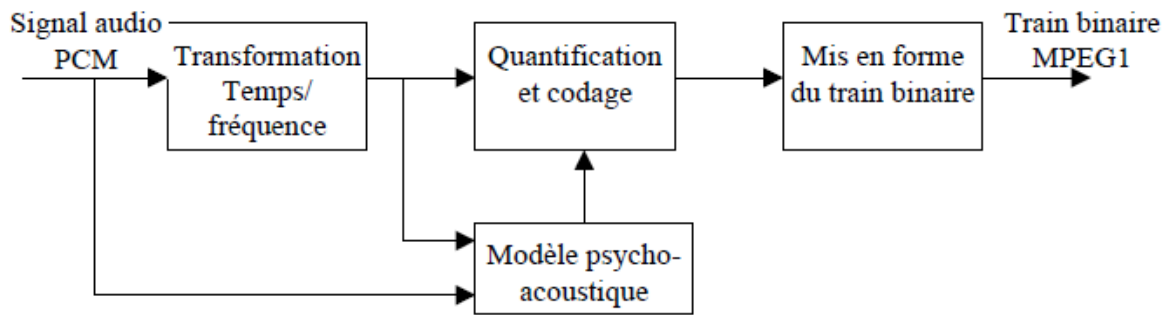 Signal audio
PCM
Transformation
Temps/
fréquence
Quantification
et codage
Mis en forme
du train binaire
Train binaire
MPEG1
Modèle psycho-
acoustique